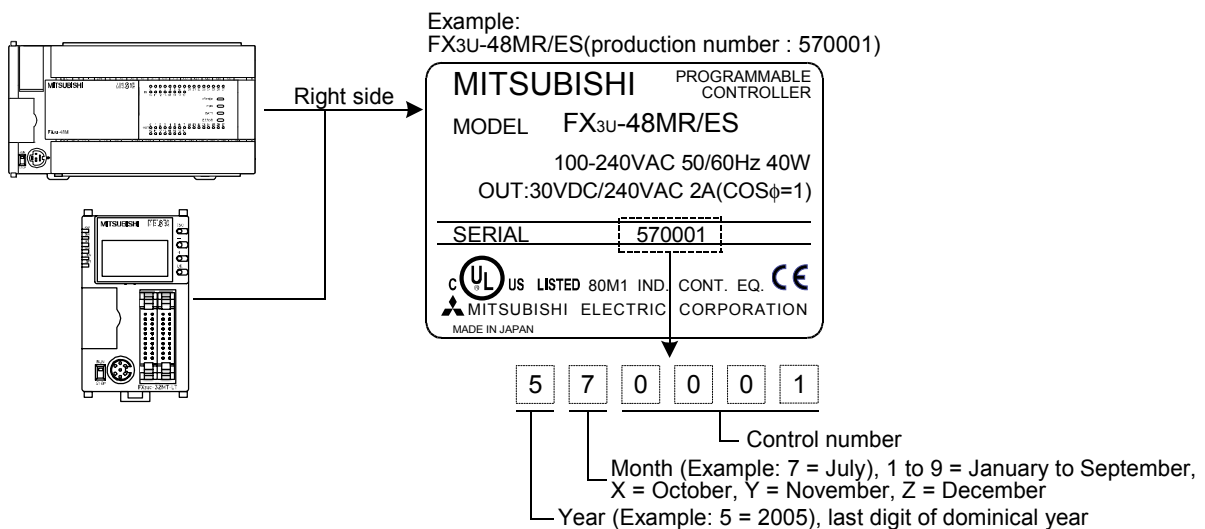 Example:
FX3U-48MR/ES(production number : 570001)
Right side
MITSUBISHI
PROGRAMMABLE
CONTROLLER
MODEL FX3U-48MR/ES
100-240VAC 50/60Hz 40W
OUT:30VDC/240VAC 2A(COSϕ=1)
SERIAL 570001
C UL US LISTED 80M1 IND. CONT. EQ. CE
MITSUBISHI ELECTRIC CORPORATION
MADE IN JAPAN
MITSUBISHI
MITSUBISHI
5 7 0 0 0 1
Control number
Month (Example: 7 = July), 1 to 9 = January to September,
X = October, Y = November, Z = December
Year (Example: 5 = 2005), last digit of dominical year